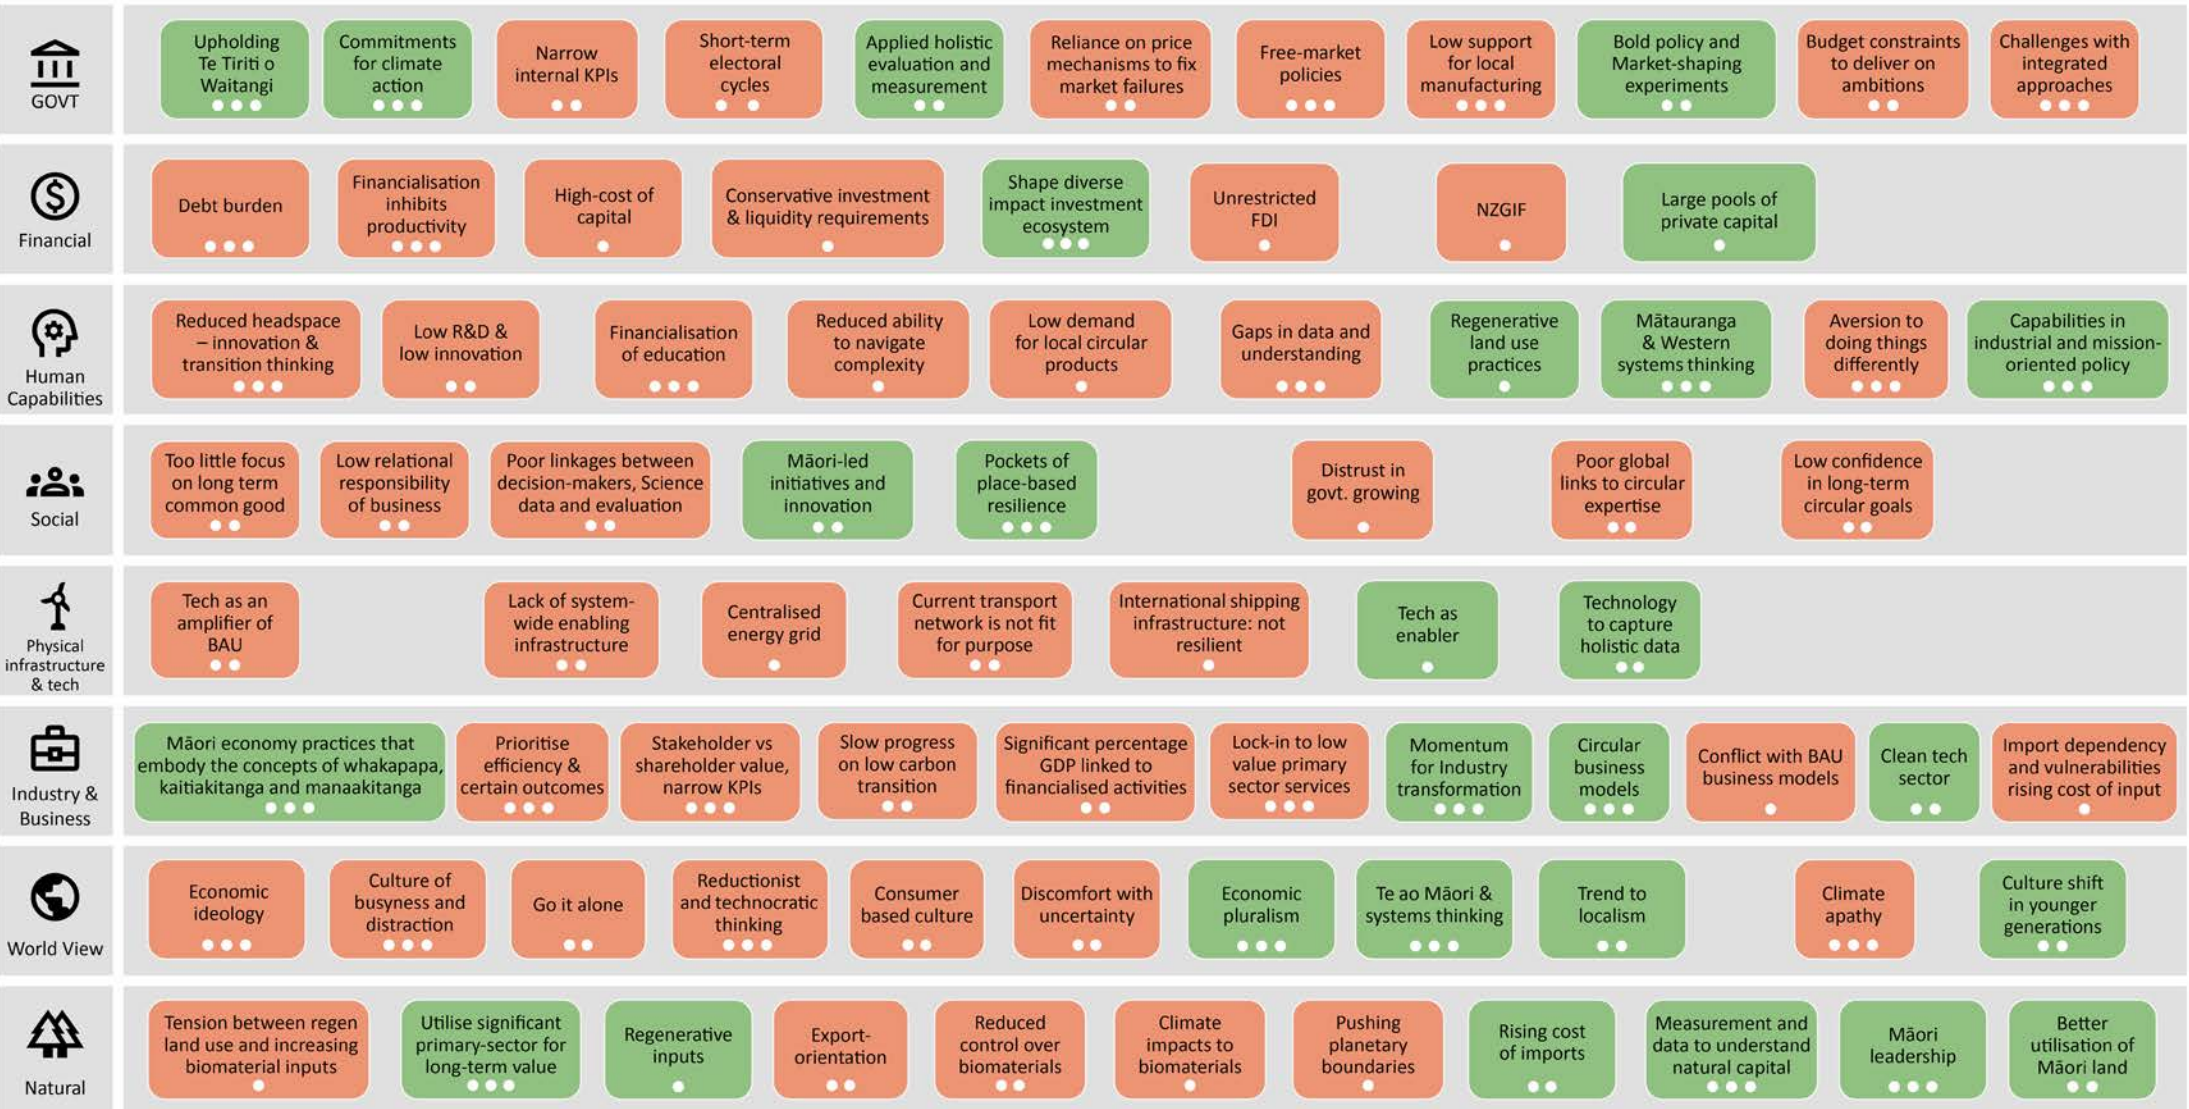 GOVT
Upholding
Te Tiriti o
Waitangi
Commitments
for climate
action
Narrow
internal KPIs
Short-term
electoral
cycles
Applied holistic
evaluation and
measurement
Reliance on price
mechanisms to fix
market failures
Free-market
policies
Low support
for local
manufacturing
Bold policy and
Market-shaping
experiments
Budget constraints
to deliver on
ambitions
Challenges with
integrated
approaches
Financial
Debt burden
Financialisation
inhibits
productivity
High-cost of
capital
Conservative investment
& liquidity requirements
Shape diverse
impact investment
ecosystem
Unrestricted
FDI
NZGIF
Large pools of
private capital
Human
Capabilities
Reduced headspace
– innovation &
transition thinking
Low R&D &
low innovation
Financialisation
of education
Reduced ability
to navigate
complexity
Low demand
for local circular
products
Gaps in data and
understanding
Regenerative
land use
practices
Mātauranga
& Western
systems thinking
Aversion to
doing things
differently
Capabilities in
industrial and mission-
oriented policy
Social
Too little focus
on long term
common good
Low relational
responsibility
of business
Poor linkages between
decision-makers, Science
data and evaluation
Māori-led
initiatives and
innovation
Pockets of
place-based
resilience
Distrust in
govt. growing
Poor global
links to circular
expertise
Low confidence
in long-term
circular goals
Physical
infrastructure
& tech
Tech as an
amplifier of
BAU
Lack of system-
wide enabling
infrastructure
Centralised
energy grid
Current transport
network is not fit
for purpose
International shipping
infrastructure: not
resilient
Tech as
enabler
Technology
to capture
holistic data
Industry &
Business
Māori economy practices that
embody the concepts of whakapapa,
kaitiakitanga and manaakitanga
Prioritise
efficiency &
certain outcomes
Stakeholder vs
shareholder value,
narrow KPIs
Slow progress
on low carbon
transition
Significant percentage
GDP linked to
financialised activities
Lock-in to low
value primary
sector services
Momentum
for Industry
transformation
Circular
business
models
Conflict with BAU
business models
Clean tech
sector
Import dependency
and vulnerabilities
rising cost of input
World View
Economic
ideology
Culture of
busyness and
distraction
Go it alone
Reductionist
and technocratic
thinking
Consumer
based culture
Discomfort with
uncertainty
Economic
pluralism
Te ao Māori &
systems thinking
Trend to
localism
Climate
apathy
Culture shift
in younger
generations
Natural
Tension between regen
land use and increasing
biomaterial inputs
Utilise significant
primary-sector for
long-term value
Regenerative
inputs
Export-
orientation
Reduced
control over
biomaterials
Climate
impacts to
biomaterials
Pushing
planetary
boundaries
Rising cost
of imports
Measurement and
data to understand
natural capital
Māori
leadership
Better
utilisation of
Māori land